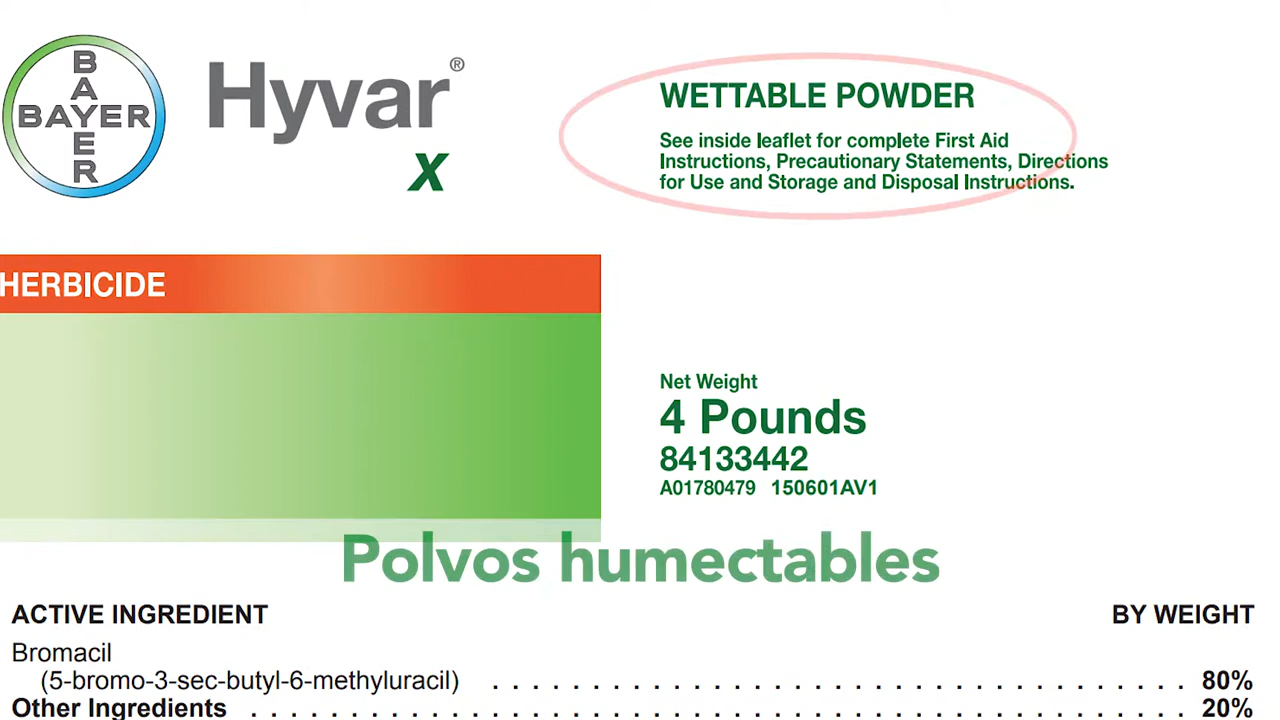 BAYER
BAYER
Hyvar®
X
WETTABLE POWDER
See inside leaflet for complete First Aid
Instructions, Precautionary Statements, Directions
for Use and Storage and Disposal Instructions.
HERBICIDE
Net Weight
4 Pounds
84133442
A01780479 150601AV1
Polvos humectables
ACTIVE INGREDIENT BY WEIGHT
Bromacil
(5-bromo-3-sec-butyl-6-methyluracil) . . . . . . . . . . . . . . . . . . . . . . . . . . . . . . . . . . . . 80%
Other Ingredients . . . . . . . . . . . . . . . . . . . . . . . . . . . . . . . . . . . . . . . . . . . . . . . . 20%